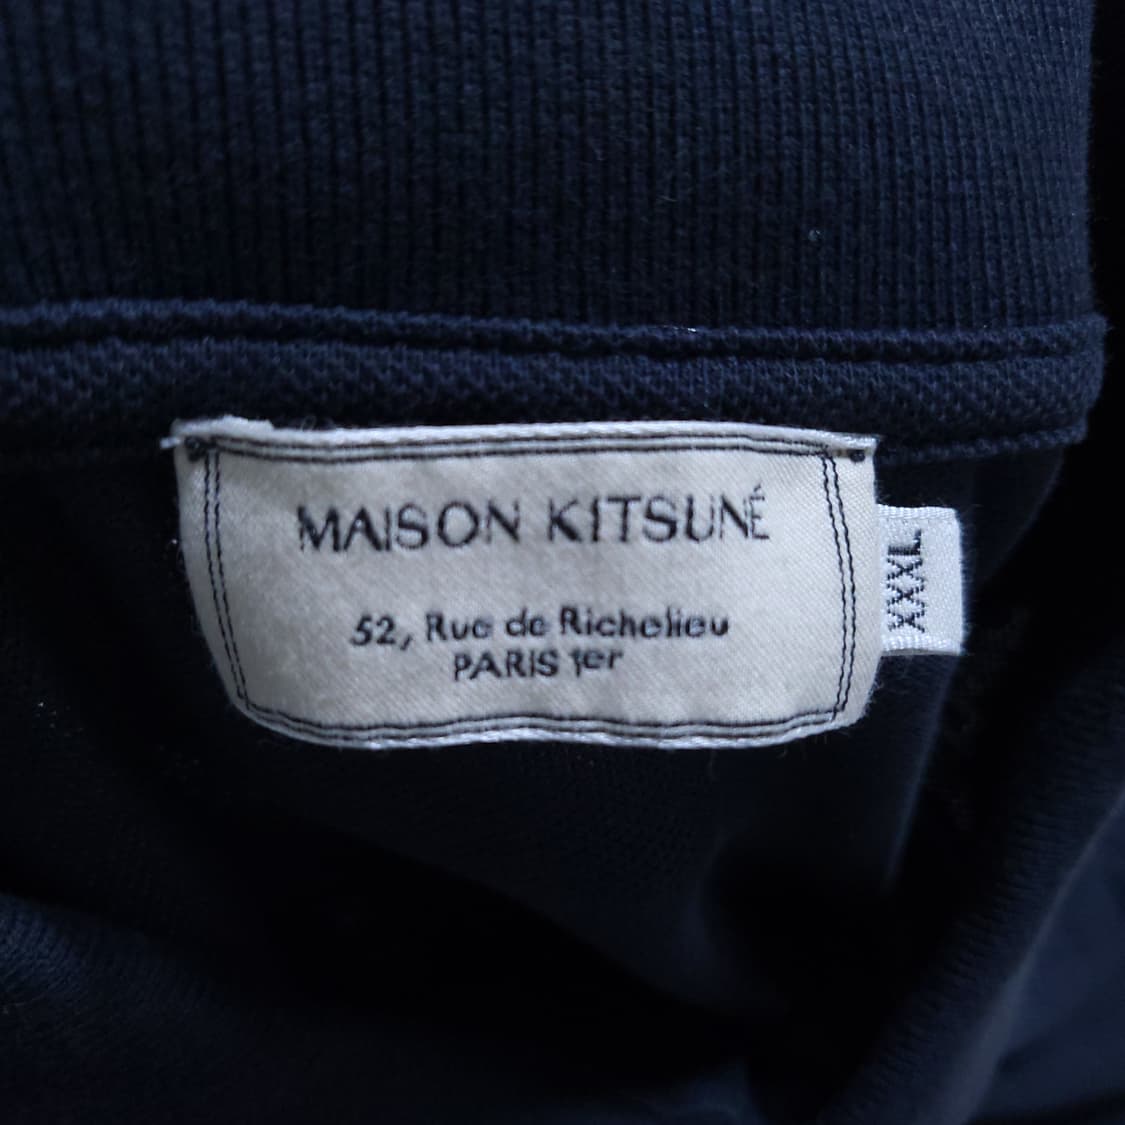 MAISON KITSUNÉ
52, Rue de Richelieu
PARIS 1er
XXXL